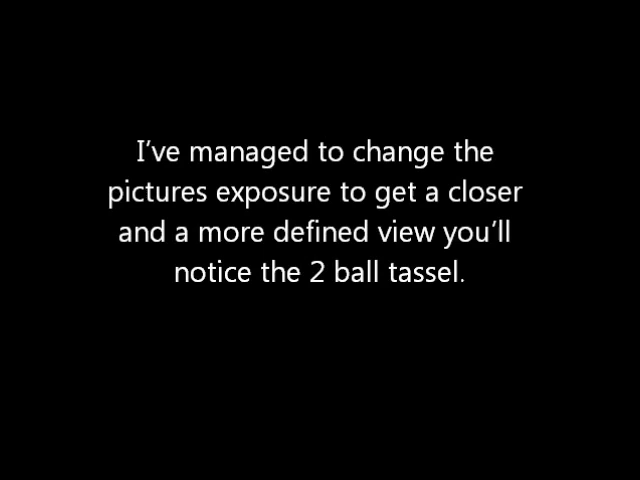 I've managed to change the
pictures exposure to get a closer
and a more defined view you'll
notice the 2 ball tassel.